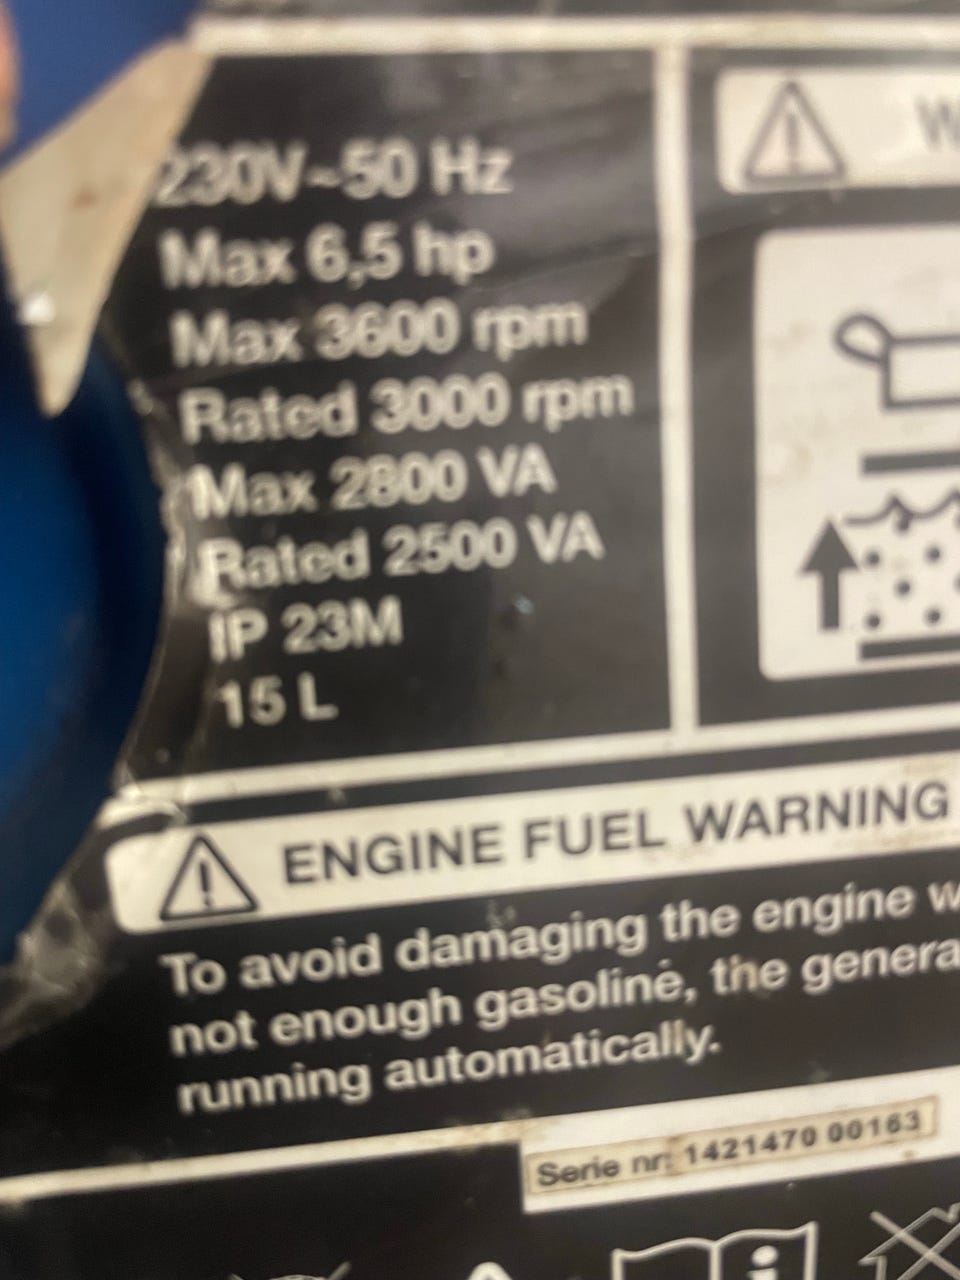 230V~50 Hz
Max 6,5 hp
Max 3600 rpm
Rated 3000 rpm
Max 2800 VA
Rated 2500 VA
IP 23M
15 L
W
ENGINE FUEL WARNING
To avoid damaging the engine w
not enough gasoline, the genera
running automatically.
Serie nr: 1421470 00163